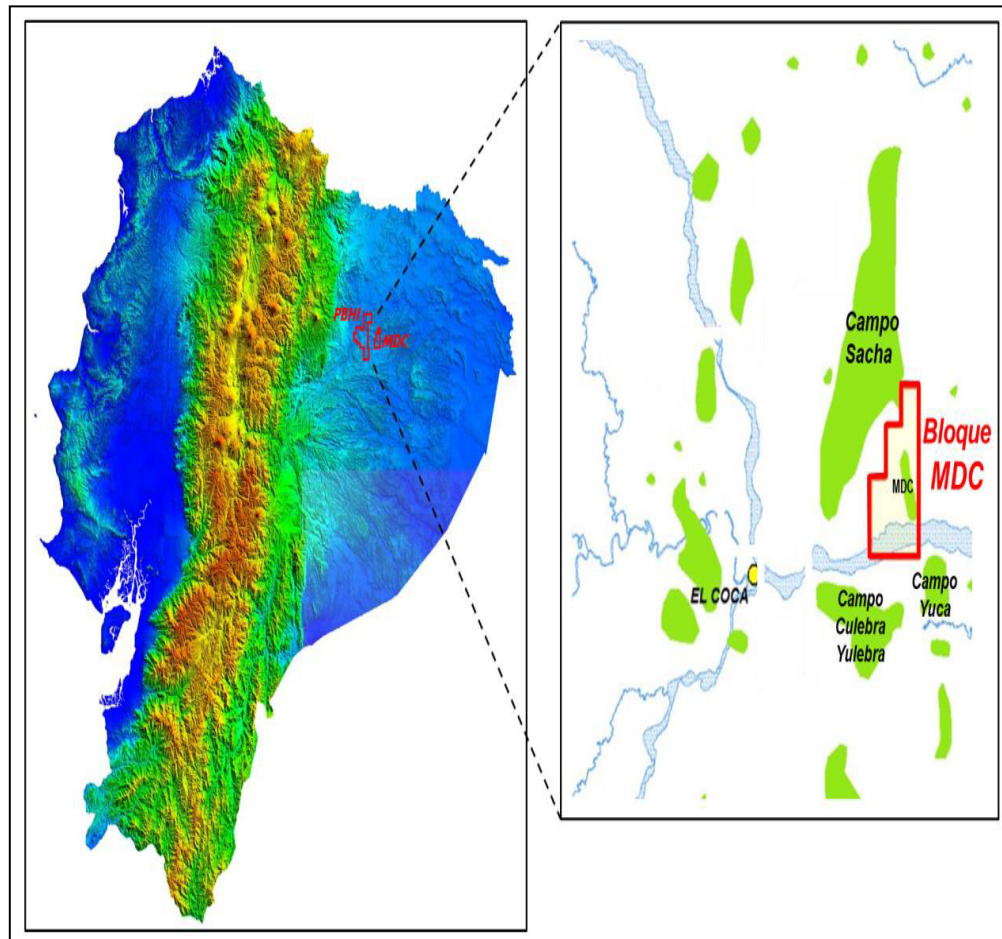 PBHI
MDC
Campo
Sacha
Bloque
MDC
MDC
EL COCA
Campo
Culebra
Yulebra
Campo
Yuca